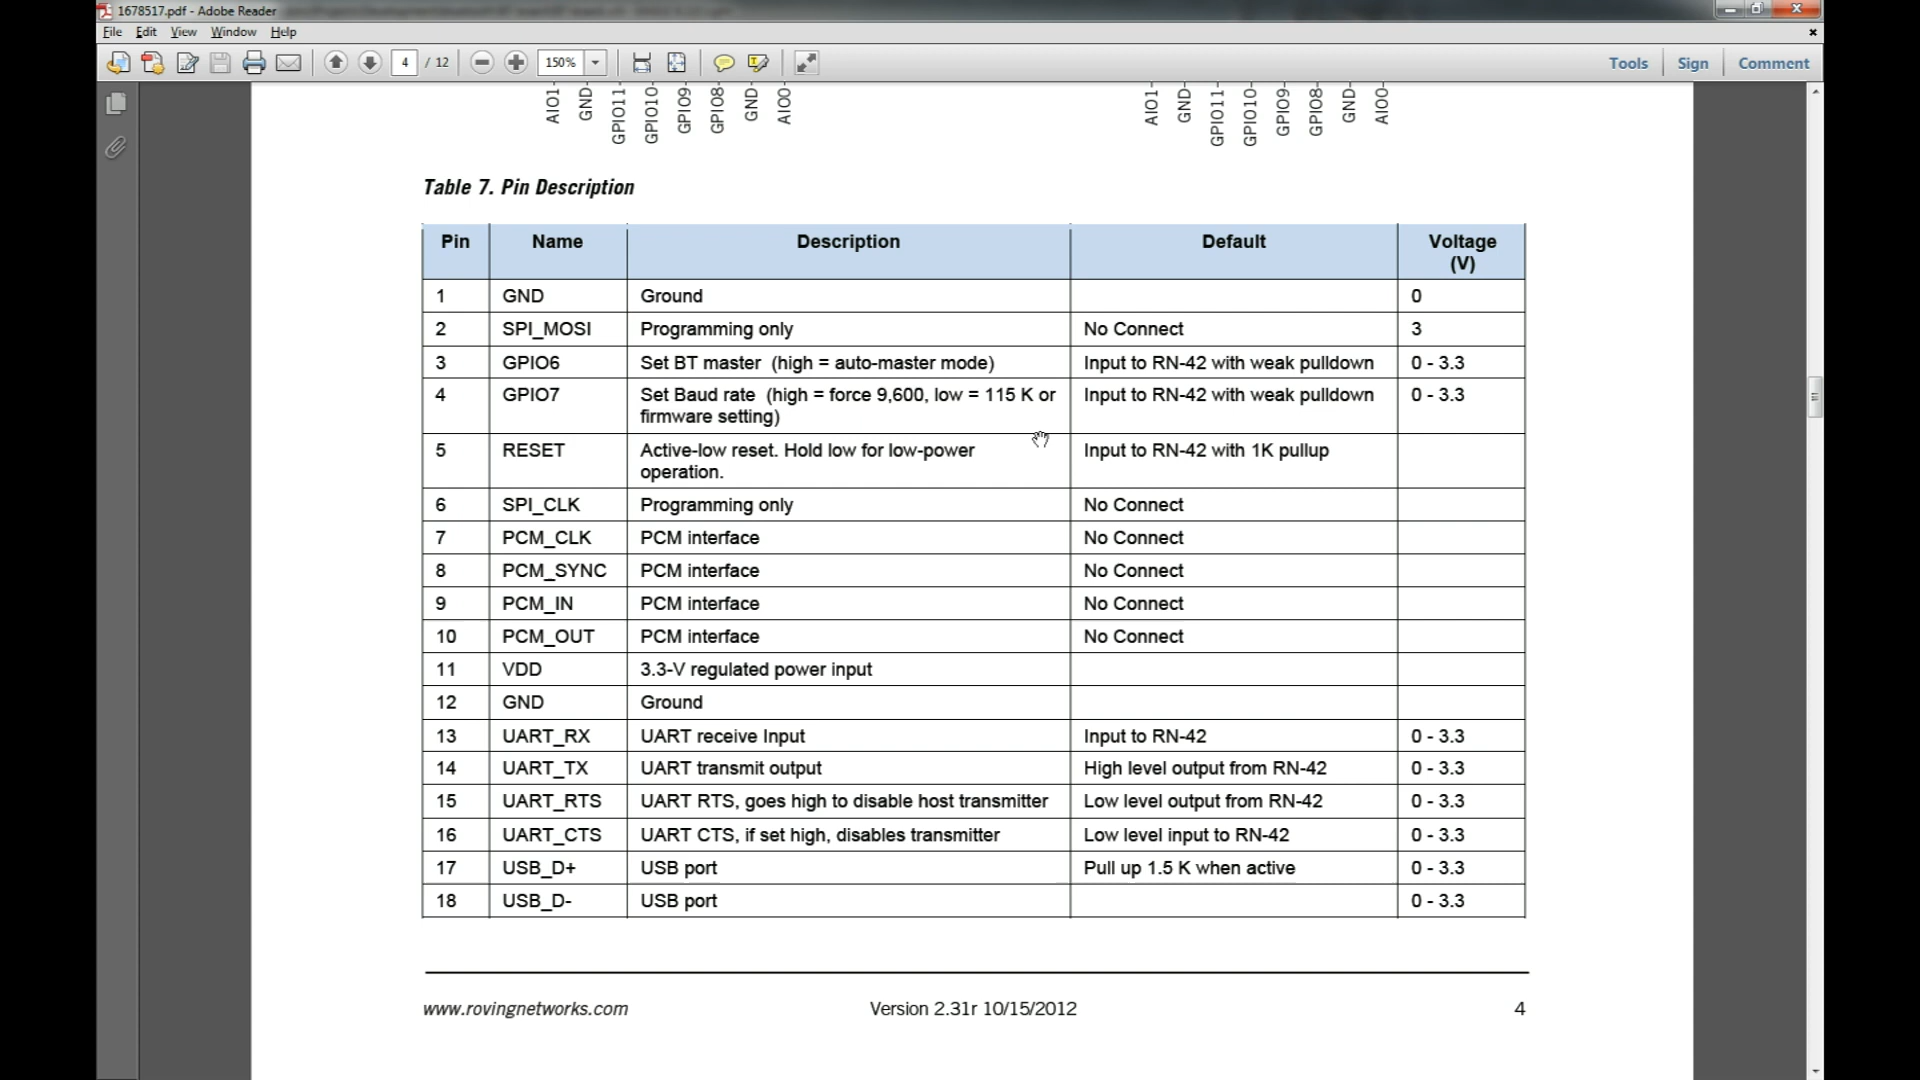 1678517.pdf - Adobe Reader
File Edit View Window Help
4 / 12 150% Tools Sign Comment
AIO1- GND- GPIO11- GPIO10- GPIO9- GPIO8- GND- AIO0- AIO1- GND- GPIO11- GPIO10- GPIO9- GPIO8- GND- AIO0-
Table 7. Pin Description
Pin Name Description Default Voltage
(V)
1 GND Ground 0
2 SPI_MOSI Programming only No Connect 3
3 GPIO6 Set BT master (high = auto-master mode) Input to RN-42 with weak pulldown 0 - 3.3
4 GPIO7 Set Baud rate (high = force 9,600, low = 115 K or Input to RN-42 with weak pulldown 0 - 3.3
firmware setting)
5 RESET Active-low reset. Hold low for low-power Input to RN-42 with 1K pullup
operation.
6 SPI_CLK Programming only No Connect
7 PCM_CLK PCM interface No Connect
8 PCM_SYNC PCM interface No Connect
9 PCM_IN PCM interface No Connect
10 PCM_OUT PCM interface No Connect
11 VDD 3.3-V regulated power input
12 GND Ground
13 UART_RX UART receive Input Input to RN-42 0 - 3.3
14 UART_TX UART transmit output High level output from RN-42 0 - 3.3
15 UART_RTS UART RTS, goes high to disable host transmitter Low level output from RN-42 0 - 3.3
16 UART_CTS UART CTS, if set high, disables transmitter Low level input to RN-42 0 - 3.3
17 USB_D+ USB port Pull up 1.5 K when active 0 - 3.3
18 USB_D- USB port 0 - 3.3
www.rovingnetworks.com Version 2.31r 10/15/2012 4